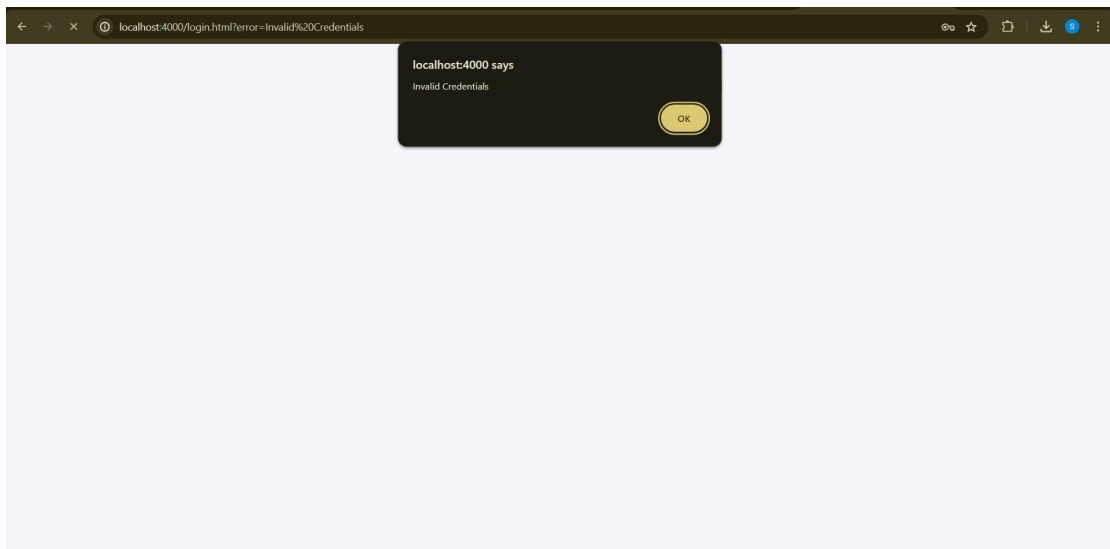 localhost:4000/login.html?error=Invalid%20Credentials
S
localhost:4000 says
Invalid Credentials
OK